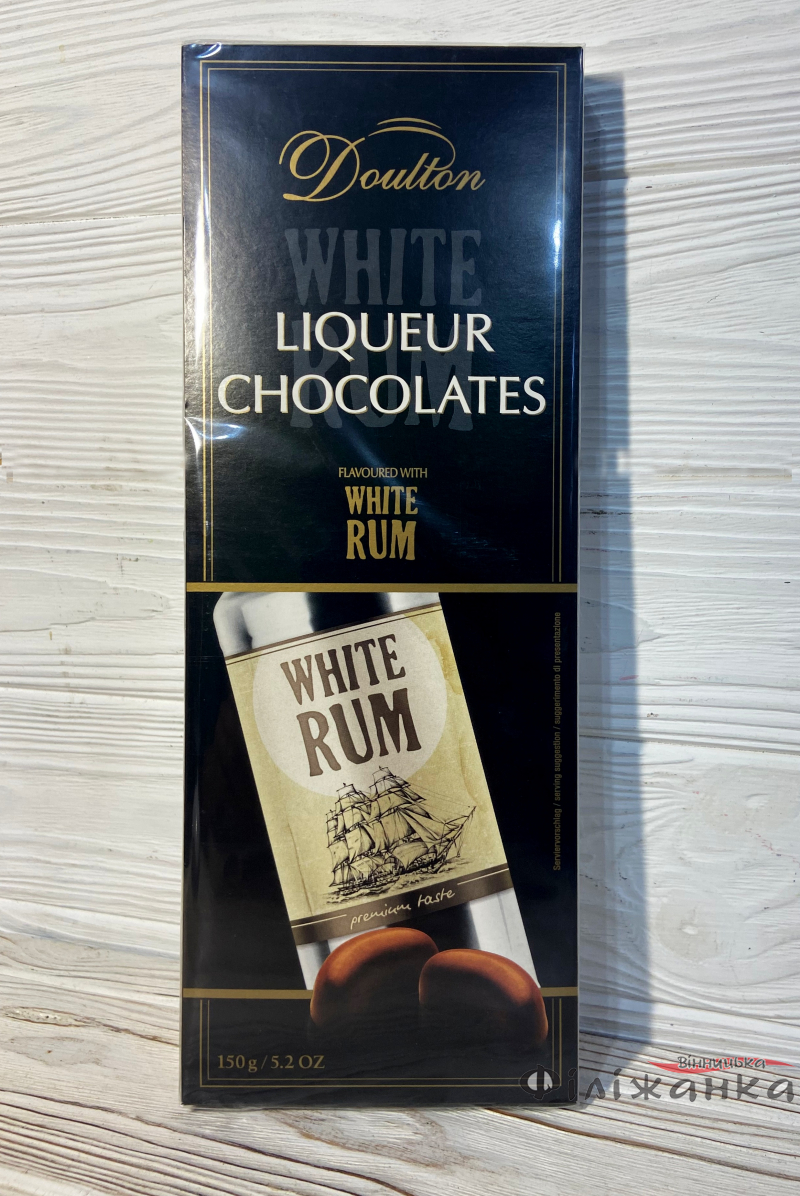 Doulton
WHITE
RUM
LIQUEUR
CHOCOLATES
FLAVOURED WITH
WHITE
RUM
WHITE
RUM
premium taste
Serviervorschlag / serving suggestion / suggerimento di presentazione
150 g / 5.2 OZ
Вінницька
Філіжанка